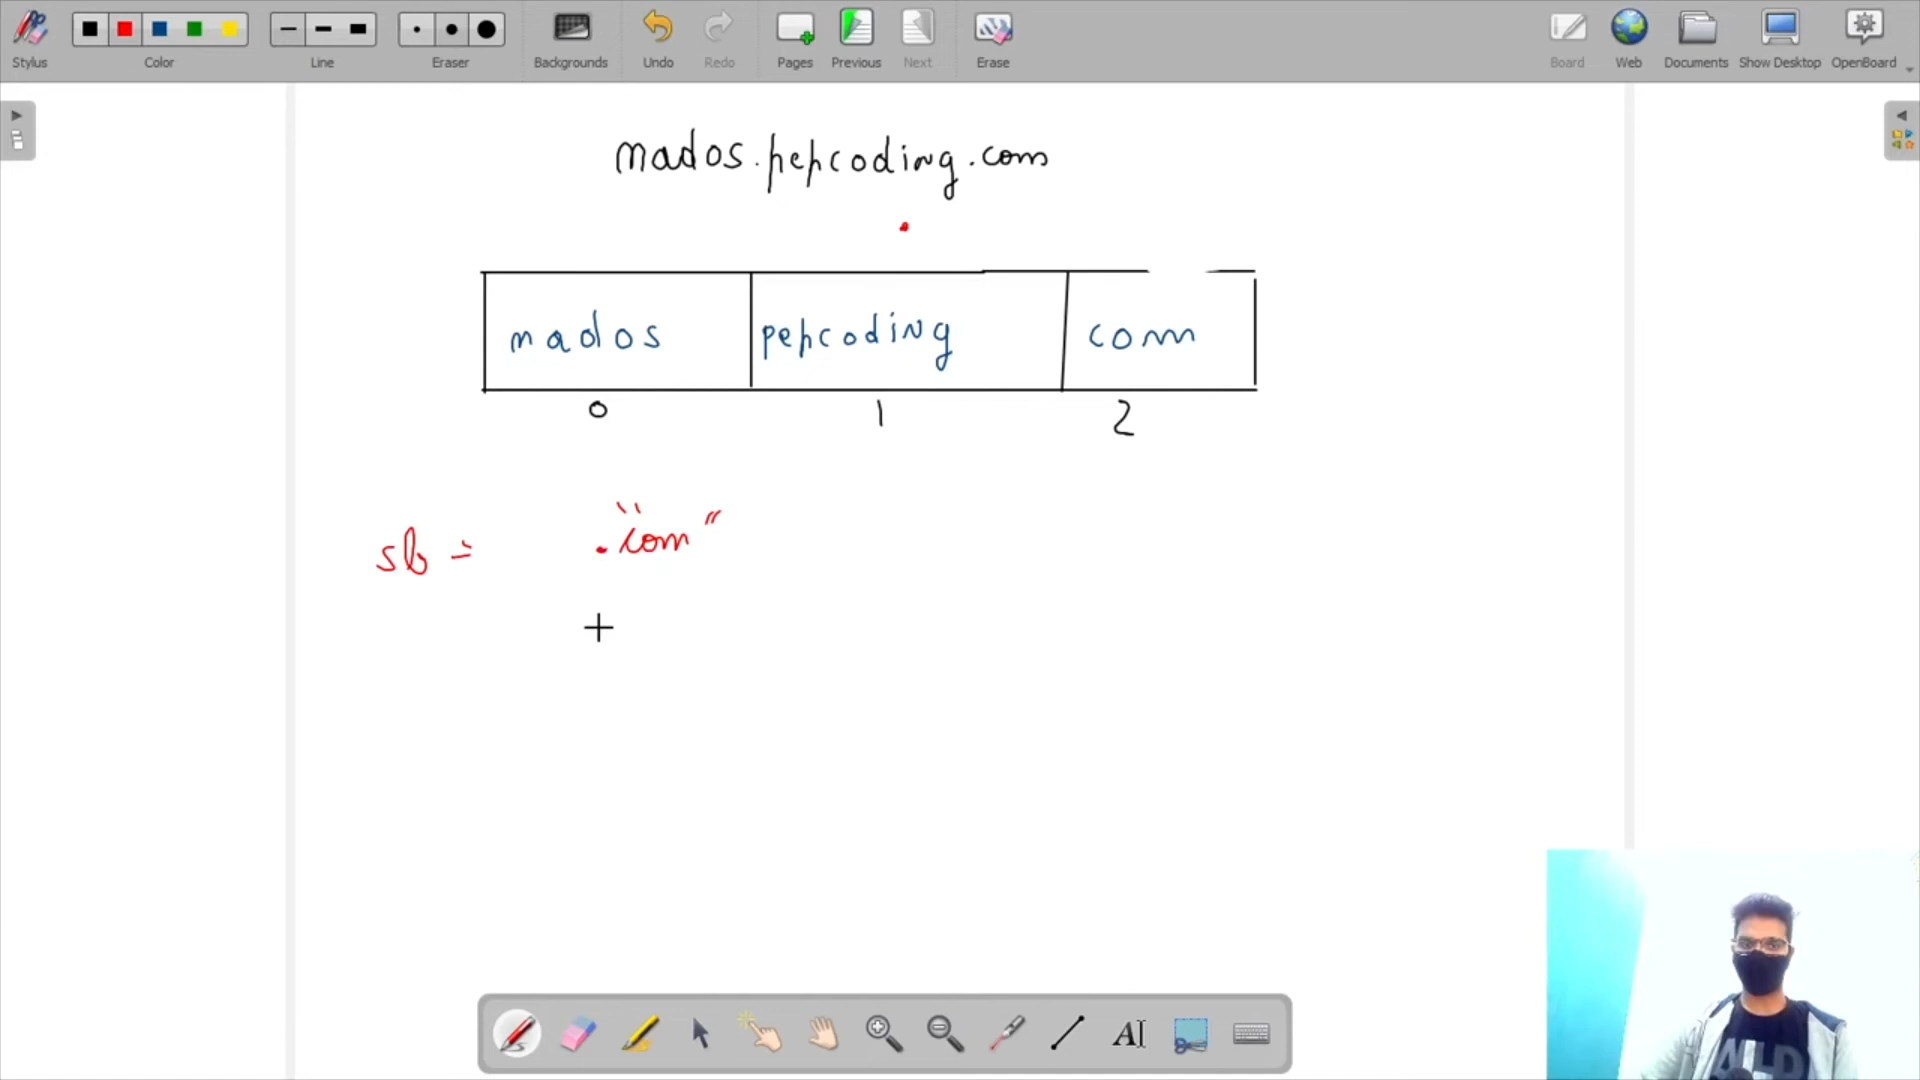 Stylus Color Line Eraser Backgrounds Undo Redo Pages Previous Next Erase Board Web Documents Show Desktop OpenBoard
mados.pepcoding.com
mados pepcoding com
0 1 2
sb = ."com"
AI